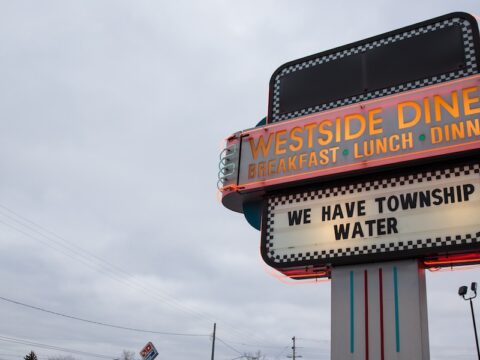 WESTSIDE DINE
BREAKFAST • LUNCH • DINN
WE HAVE TOWNSHIP
WATER